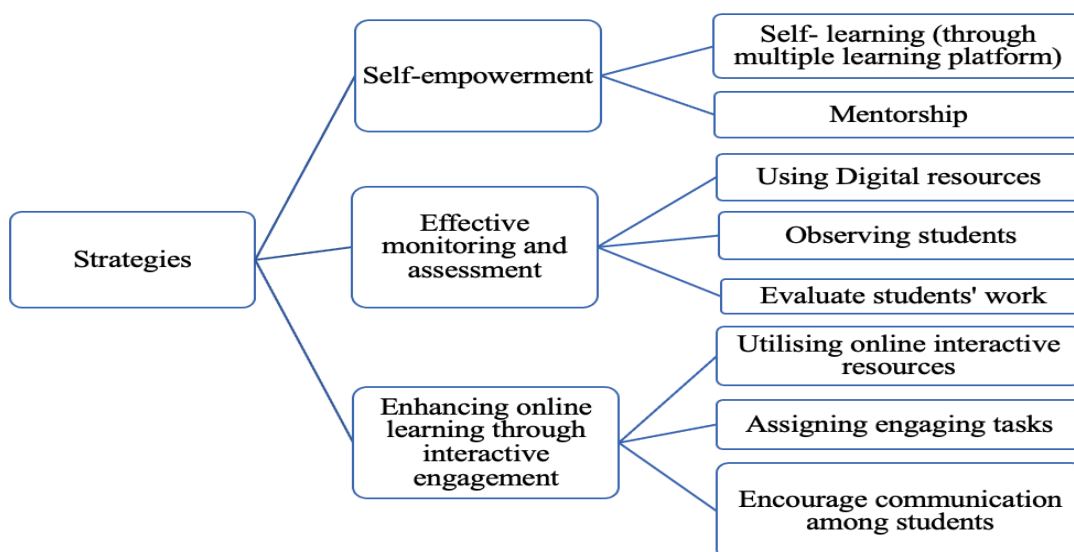 Strategies
Self-empowerment
Self- learning (through
multiple learning platform)
Mentorship
Effective
monitoring and
assessment
Using Digital resources
Observing students
Evaluate students' work
Enhancing online
learning through
interactive
engagement
Utilising online interactive
resources
Assigning engaging tasks
Encourage communication
among students